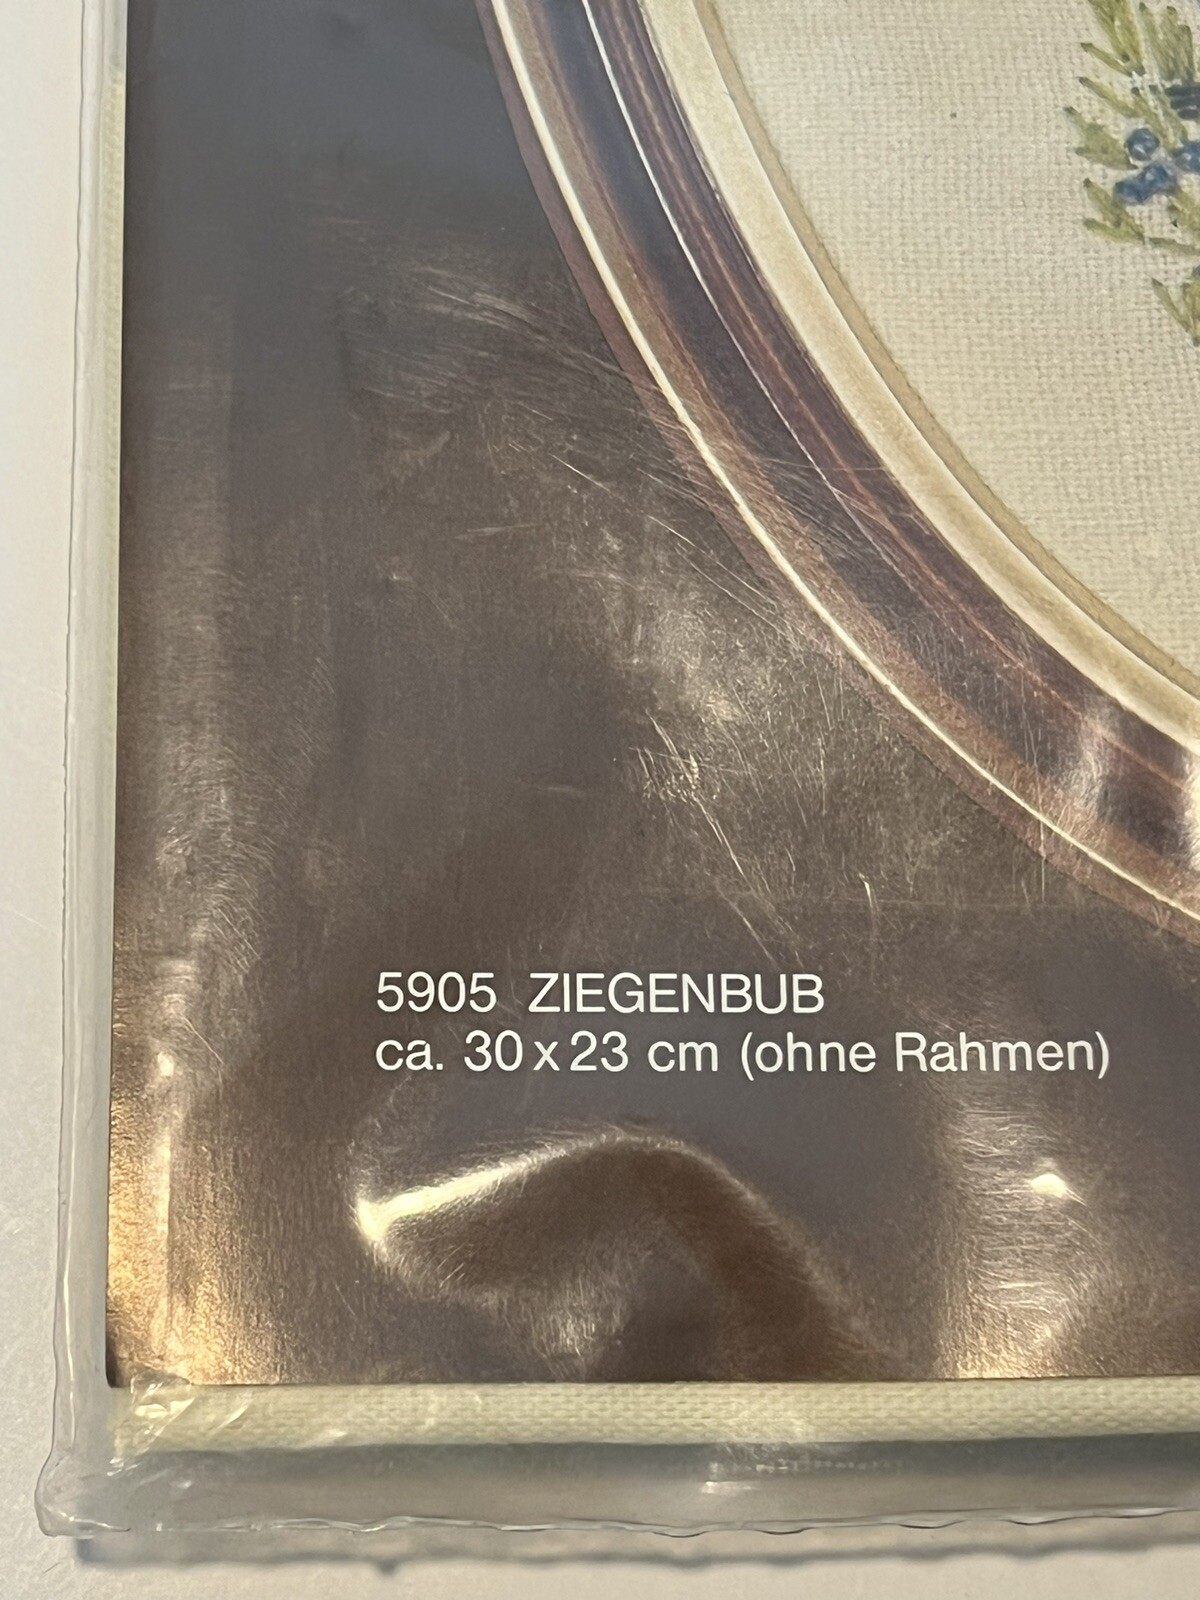 5905 ZIEGENBUB
ca. 30 x 23 cm (ohne Rahmen)